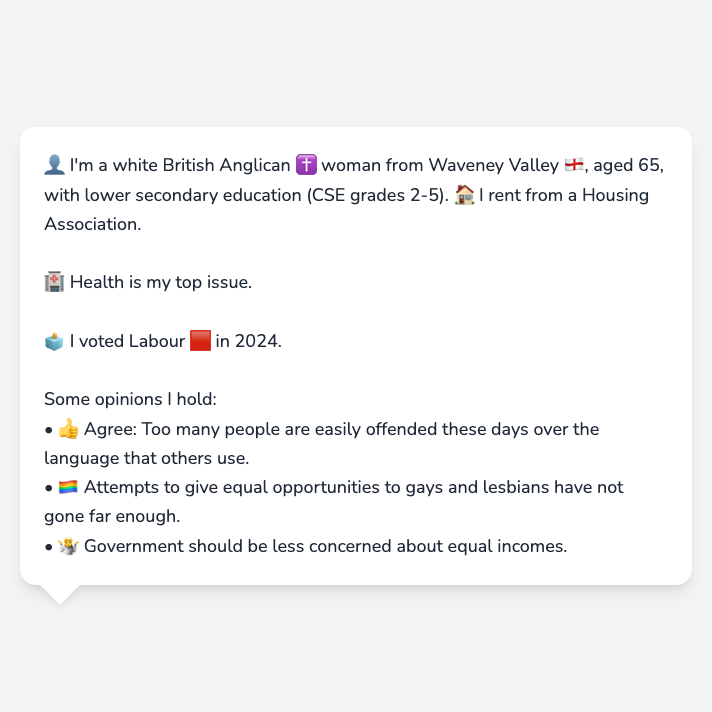 👤 I'm a white British Anglican ✝️ woman from Waveney Valley 🏴󠁧󠁢󠁥󠁮󠁧󠁿, aged 65,
with lower secondary education (CSE grades 2-5). 🏠 I rent from a Housing
Association.
🏥 Health is my top issue.
🗳️ I voted Labour 🟥 in 2024.
Some opinions I hold:
• 👍 Agree: Too many people are easily offended these days over the
language that others use.
• 🏳️‍🌈 Attempts to give equal opportunities to gays and lesbians have not
gone far enough.
• 🤷 Government should be less concerned about equal incomes.